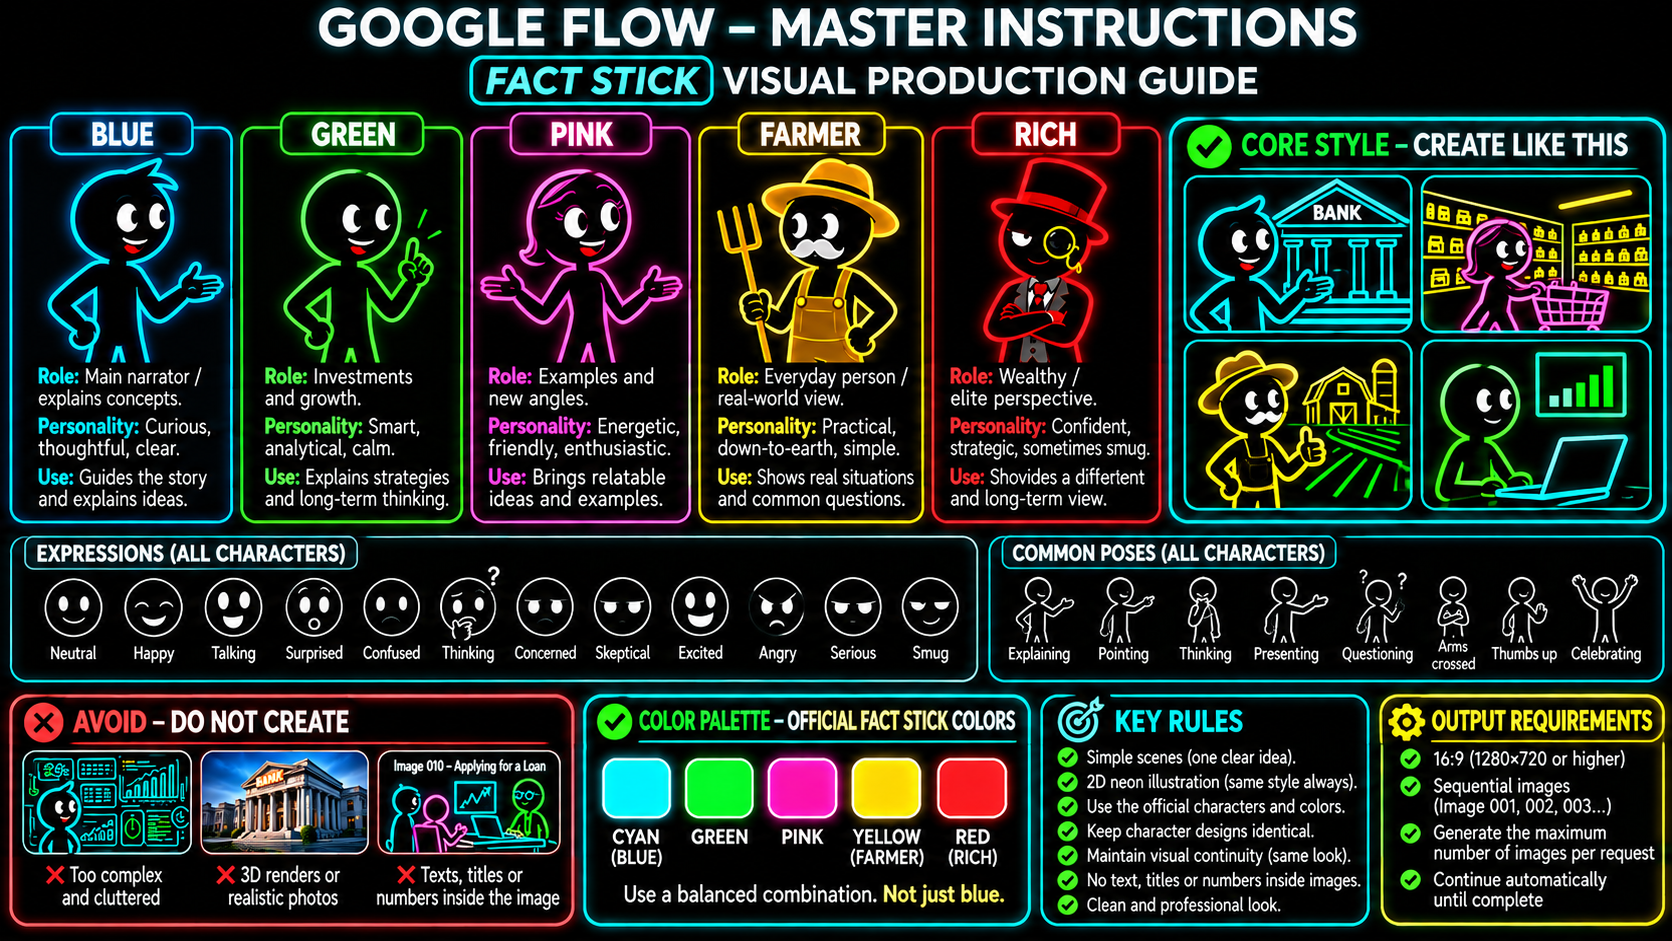 GOOGLE FLOW – MASTER INSTRUCTIONS
FACT STICK VISUAL PRODUCTION GUIDE
BLUE
Role: Main narrator /
explains concepts.
Personality: Curious,
thoughtful, clear.
Use: Guides the story
and explains ideas.
GREEN
Role: Investments
and growth.
Personality: Smart,
analytical, calm.
Use: Explains strategies
and long-term thinking.
PINK
Role: Examples and
new angles.
Personality: Energetic,
friendly, enthusiastic.
Use: Brings relatable
ideas and examples.
FARMER
Role: Everyday person /
real-world view.
Personality: Practical,
down-to-earth, simple.
Use: Shows real situations
and common questions.
RICH
Role: Wealthy /
elite perspective.
Personality: Confident,
strategic, sometimes smug.
Use: Shovides a different
and long-term view.
CORE STYLE – CREATE LIKE THIS
BANK
EXPRESSIONS (ALL CHARACTERS)
?
Neutral
Happy
Talking
Surprised
Confused
Thinking
Concerned
Skeptical
Excited
Angry
Serious
Smug
COMMON POSES (ALL CHARACTERS)
? ?
Explaining
Pointing
Thinking
Presenting
Questioning
Arms
crossed
Thumbs up
Celebrating
AVOID – DO NOT CREATE
BANK
Image 010 – Applying for a Loan
Too complex
and cluttered
3D renders or
realistic photos
Texts, titles or
numbers inside the image
COLOR PALETTE – OFFICIAL FACT STICK COLORS
CYAN
(BLUE)
GREEN
PINK
YELLOW
(FARMER)
RED
(RICH)
Use a balanced combination. Not just blue.
KEY RULES
Simple scenes (one clear idea).
2D neon illustration (same style always).
Use the official characters and colors.
Keep character designs identical.
Maintain visual continuity (same look).
No text, titles or numbers inside images.
Clean and professional look.
OUTPUT REQUIREMENTS
16:9 (1280×720 or higher)
Sequential images
(Image 001, 002, 003...)
Generate the maximum
number of images per request
Continue automatically
until complete